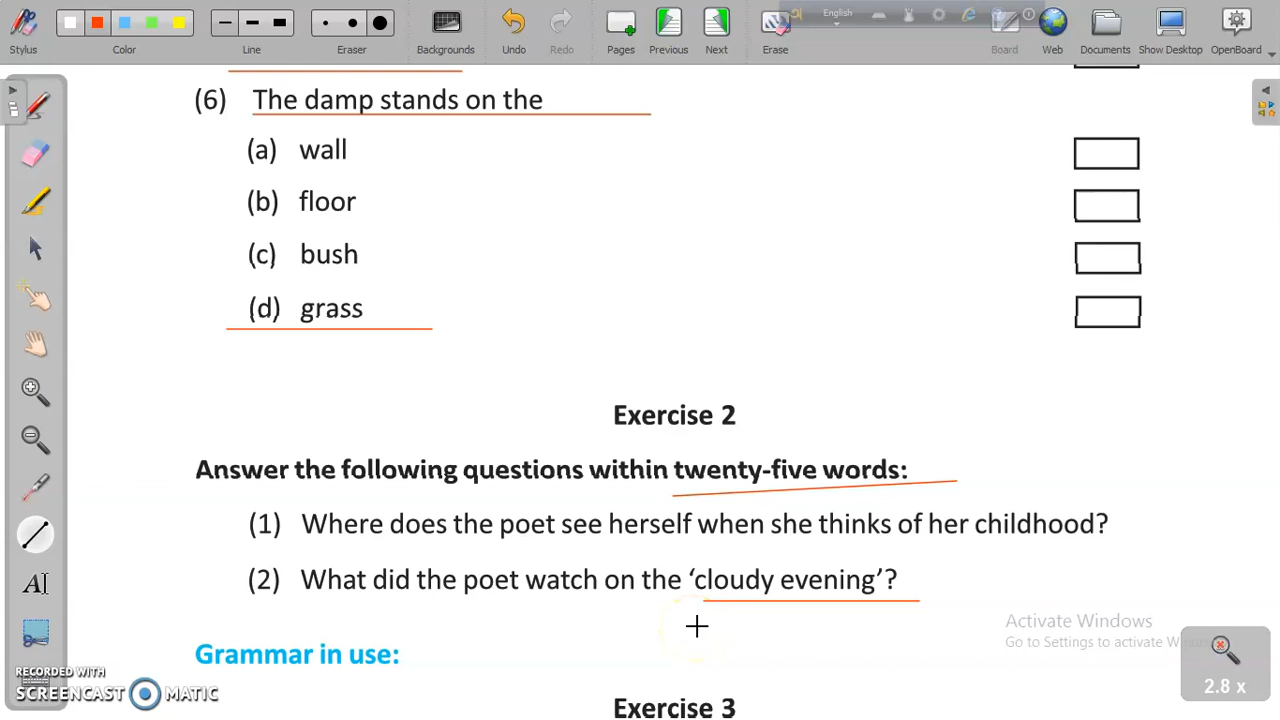 English
Stylus
Color
Line
Eraser
Backgrounds
Undo
Redo
Pages
Previous
Next
Erase
Board
Web
Documents
Show Desktop
OpenBoard
(6) The damp stands on the
(a) wall
(b) floor
(c) bush
(d) grass
Exercise 2
Answer the following questions within twenty-five words:
(1) Where does the poet see herself when she thinks of her childhood?
(2) What did the poet watch on the ‘cloudy evening’?
Activate Windows
Go to Settings to activate
Grammar in use:
Exercise 3
RECORDED WITH
SCREENCAST MATIC
2.8 x